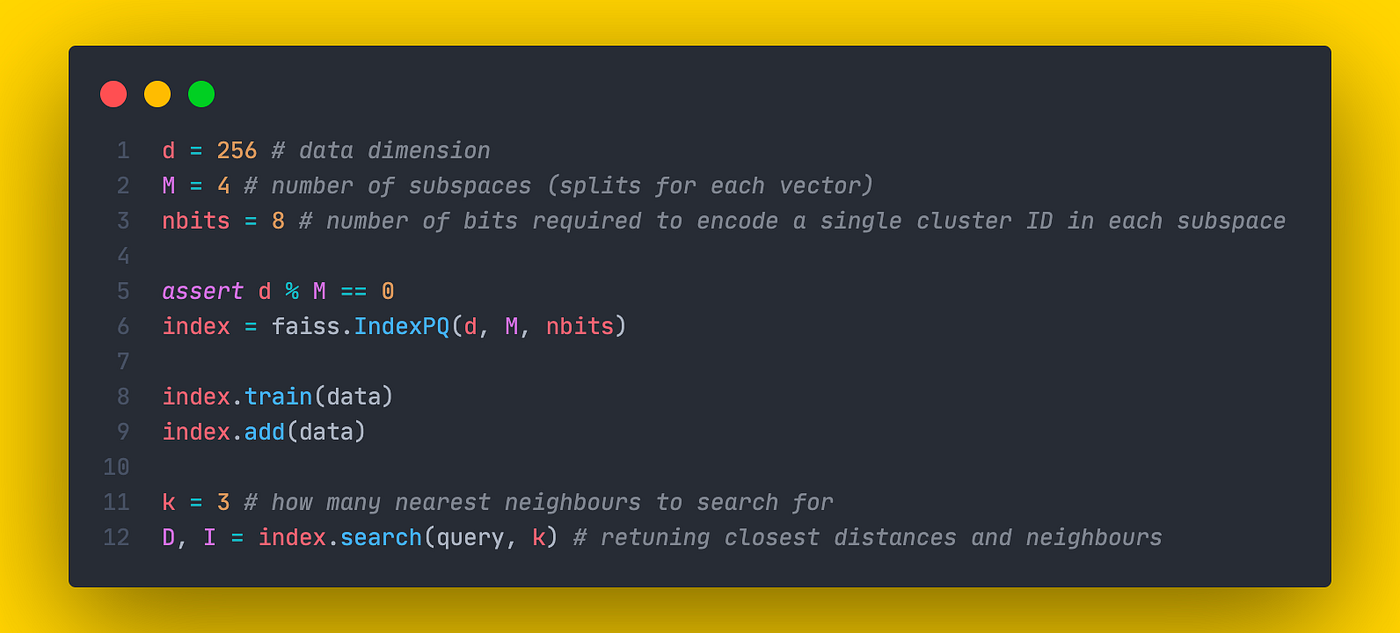 1 d = 256 # data dimension
2 M = 4 # number of subspaces (splits for each vector)
3 nbits = 8 # number of bits required to encode a single cluster ID in each subspace
4
5 assert d % M == 0
6 index = faiss.IndexPQ(d, M, nbits)
7
8 index.train(data)
9 index.add(data)
10
11 k = 3 # how many nearest neighbours to search for
12 D, I = index.search(query, k) # retuning closest distances and neighbours